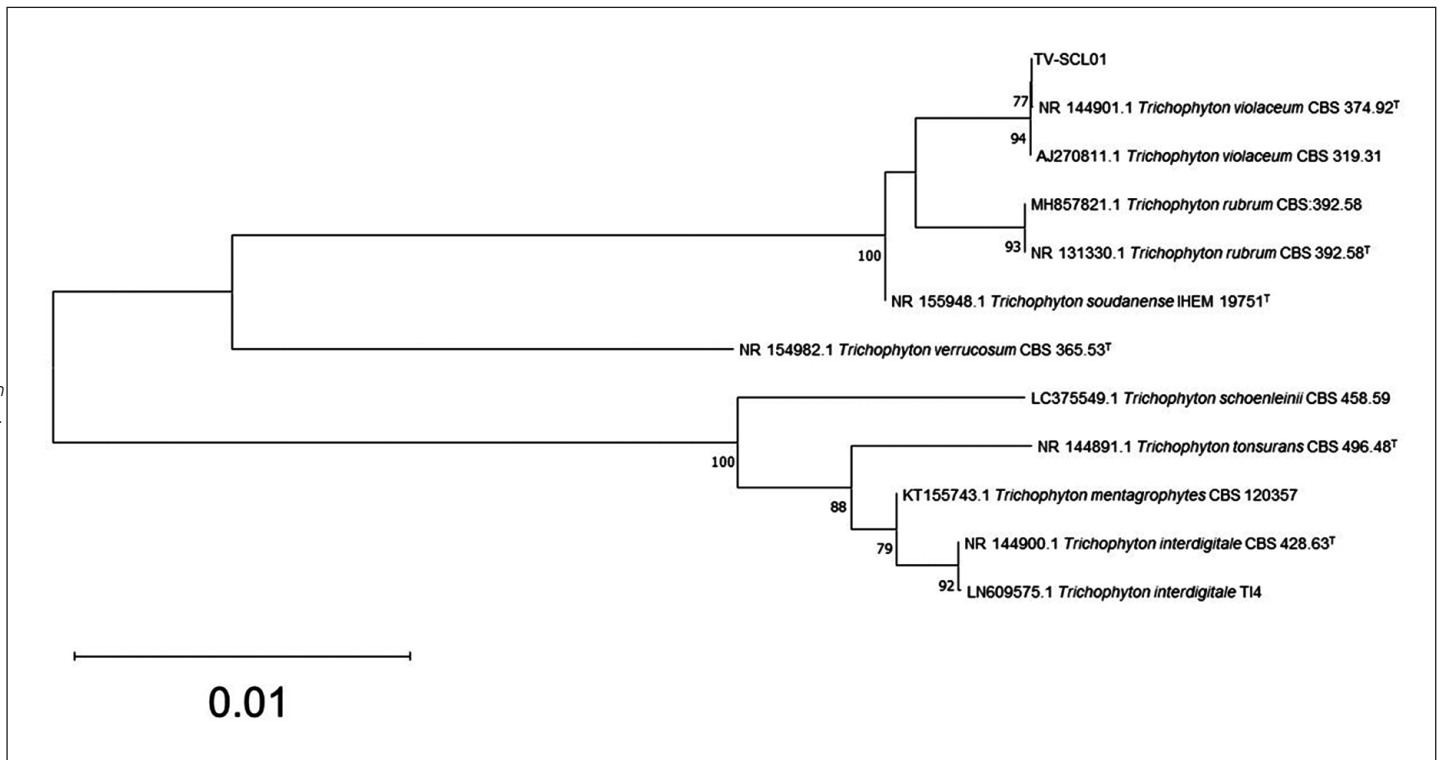 TV-SCL01
77
NR 144901.1 Trichophyton violaceum CBS 374.92ᵀ
94
AJ270811.1 Trichophyton violaceum CBS 319.31
MH857821.1 Trichophyton rubrum CBS:392.58
93
NR 131330.1 Trichophyton rubrum CBS 392.58ᵀ
100
NR 155948.1 Trichophyton soudanense IHEM 19751ᵀ
NR 154982.1 Trichophyton verrucosum CBS 365.53ᵀ
LC375549.1 Trichophyton schoenleinii CBS 458.59
NR 144891.1 Trichophyton tonsurans CBS 496.48ᵀ
100
KT155743.1 Trichophyton mentagrophytes CBS 120357
88
NR 144900.1 Trichophyton interdigitale CBS 428.63ᵀ
79
92
LN609575.1 Trichophyton interdigitale TI4
0.01